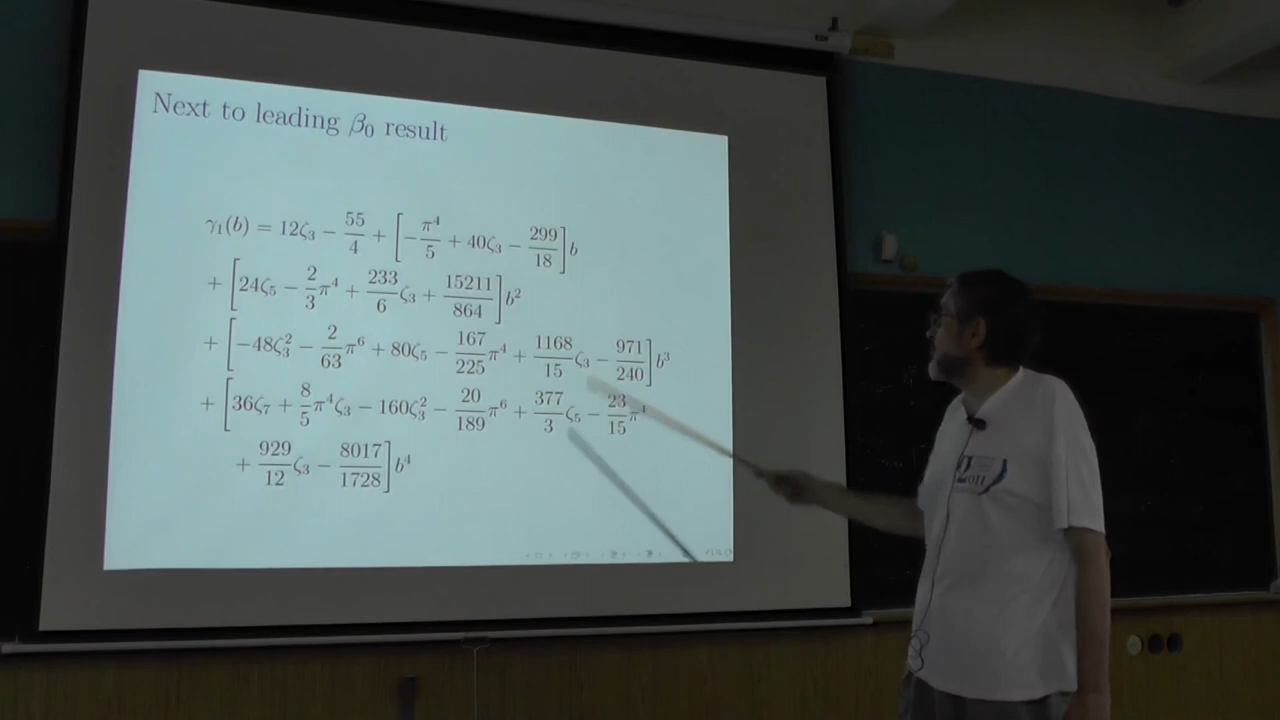 Next to leading β₀ result
γ₁(b) = 12ζ₃ − 55/4 + [−π⁴/5 + 40ζ₃ − 299/18]b
+ [24ζ₅ − 2/3 π⁴ + 233/6 ζ₃ + 15211/864]b²
+ [−48ζ₃² − 2/63 π⁶ + 80ζ₅ − 167/225 π⁴ + 1168/15 ζ₃ − 971/240]b³
+ [36ζ₇ + 8/5 π⁴ζ₃ − 160ζ₃² − 20/189 π⁶ + 377/3 ζ₅ − 23/15 π⁴
+ 929/12 ζ₃ − 8017/1728]b⁴
2011